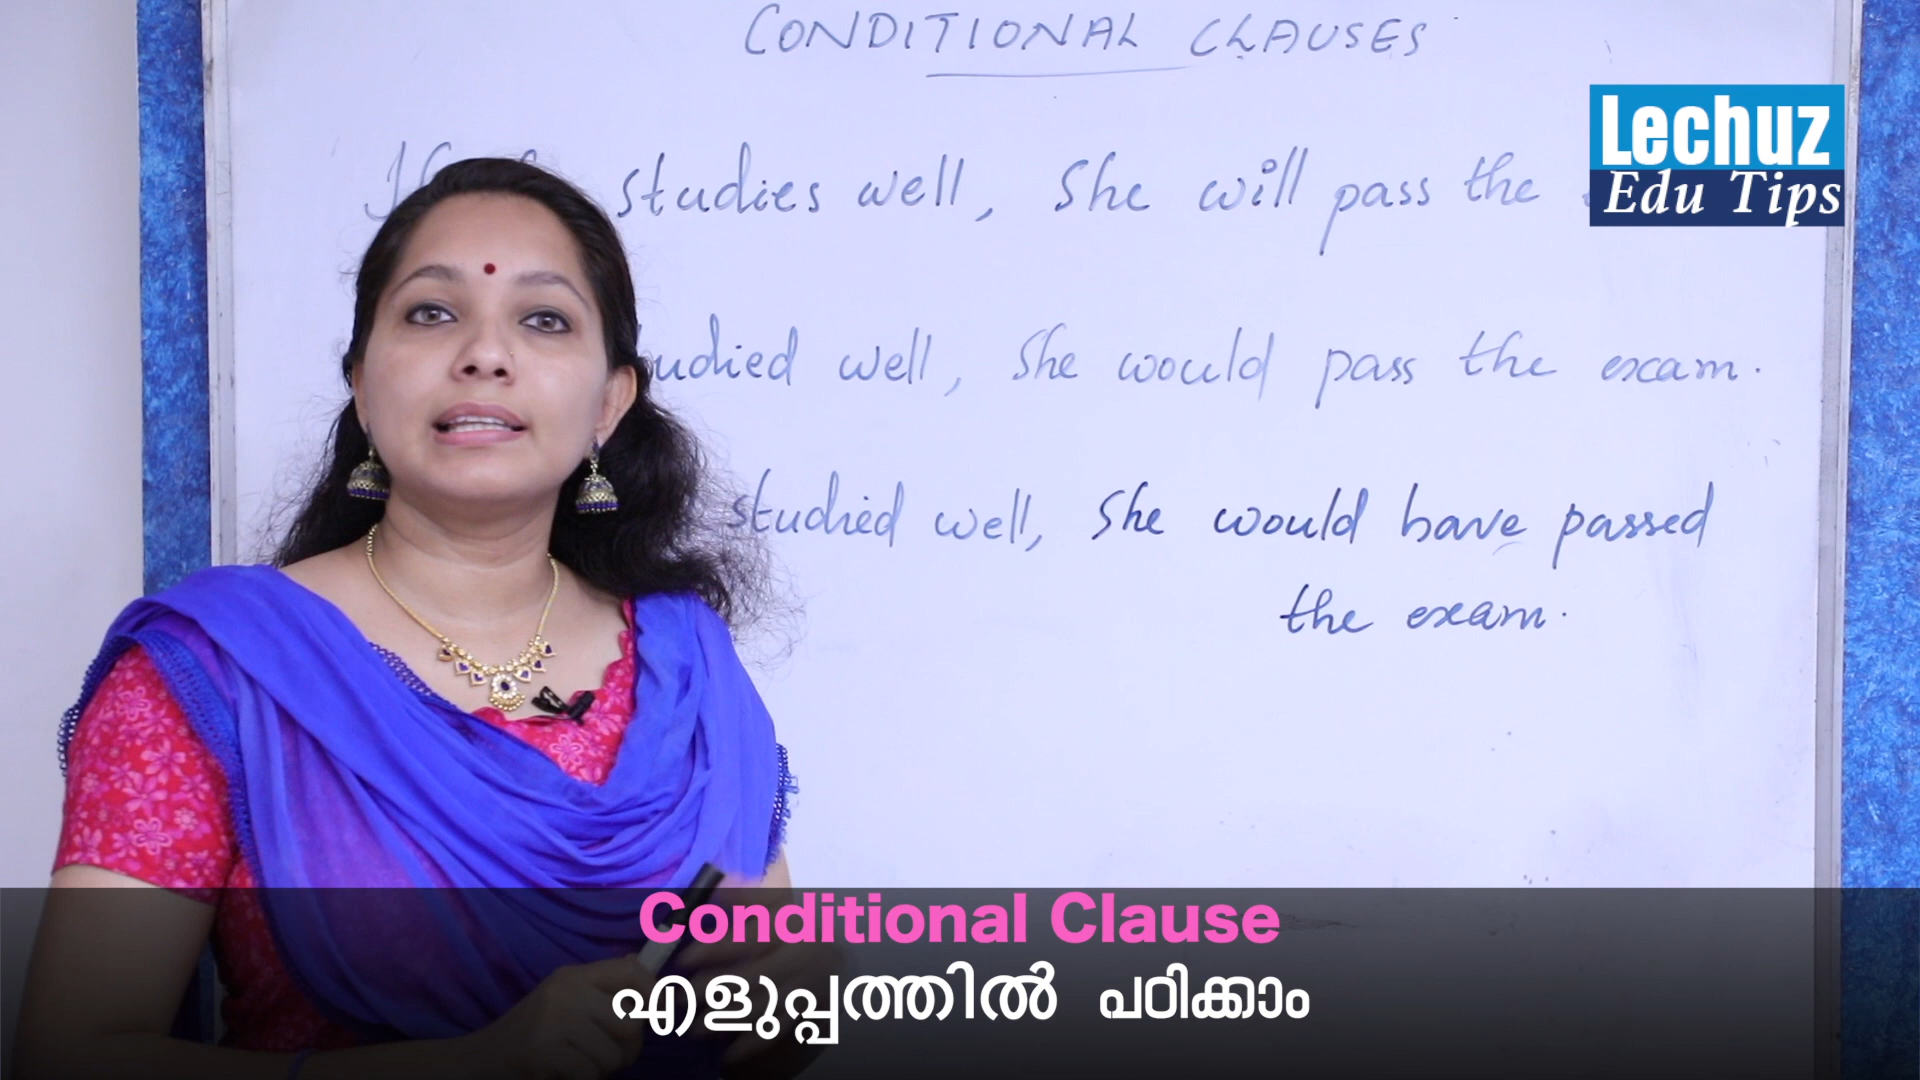 CONDITIONAL CLAUSES
Lechuz
Edu Tips
studies well, She will pass the
well, She would pass the exam.
studied well, She would have passed
the exam.
Conditional Clause
എളുപ്പത്തിൽ പഠിക്കാം